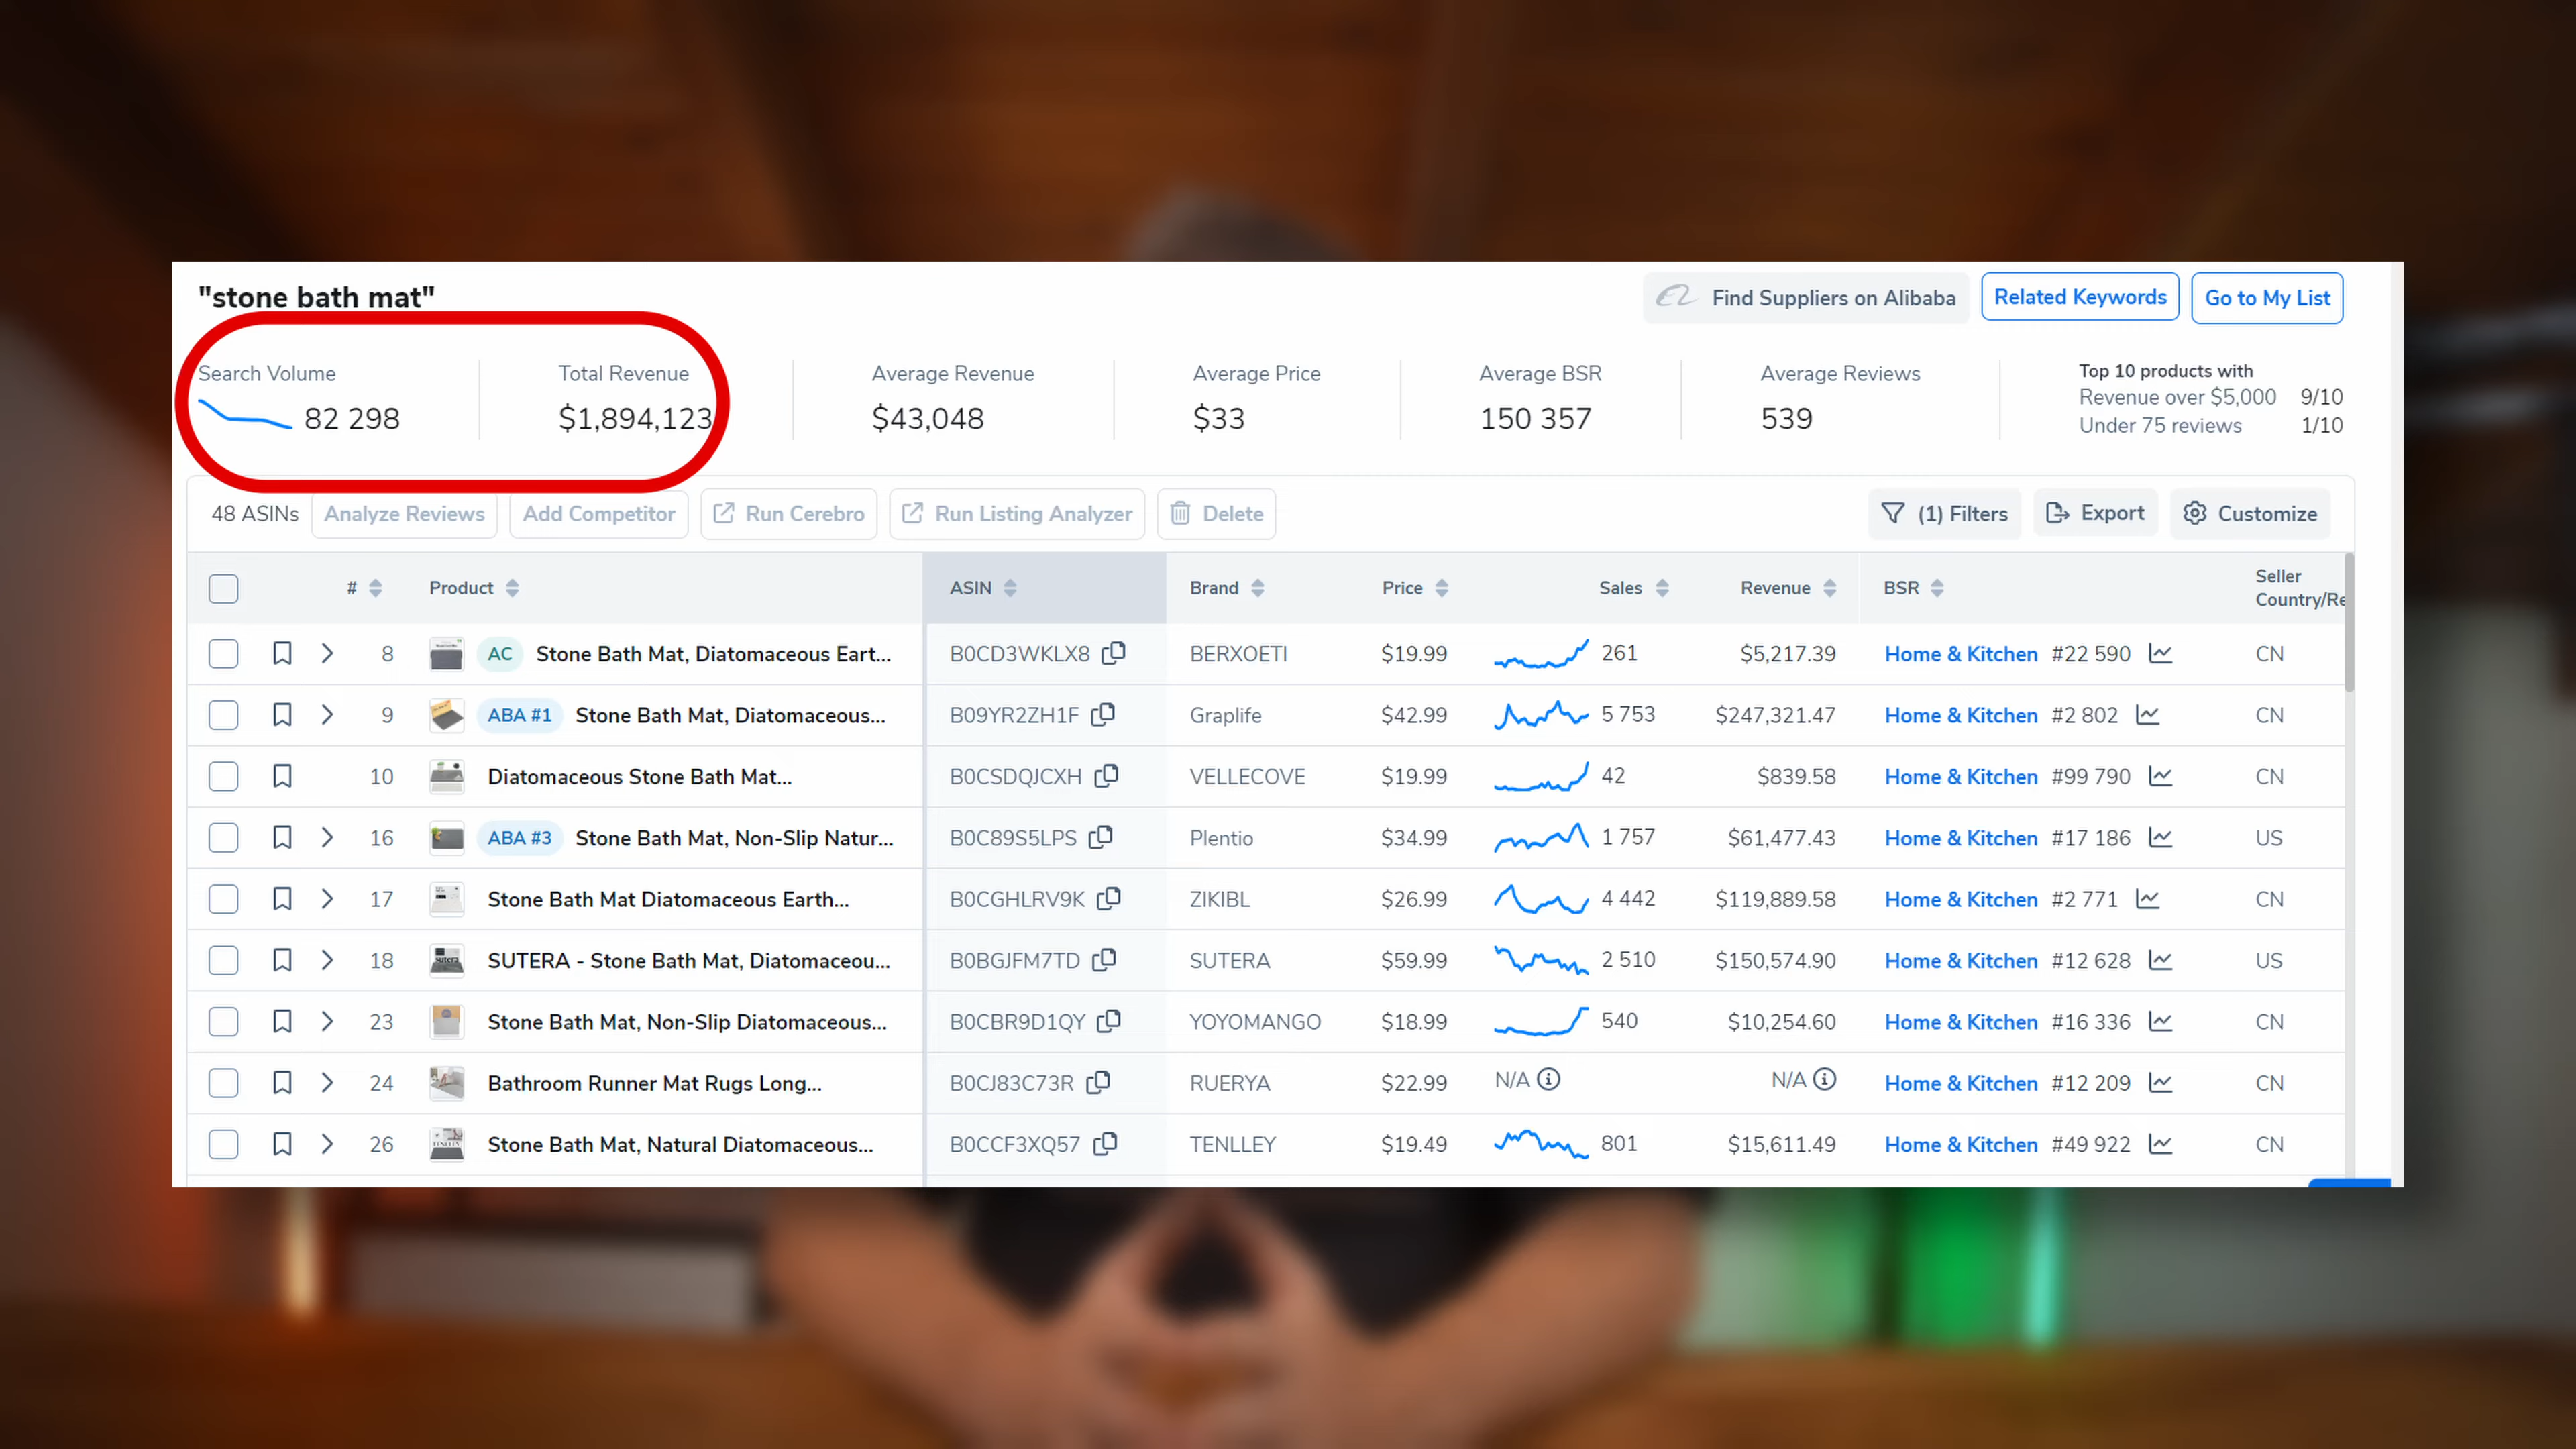 "stone bath mat"
Find Suppliers on Alibaba
Related Keywords
Go to My List
Search Volume
82 298
Total Revenue
$1,894,123
Average Revenue
$43,048
Average Price
$33
Average BSR
150 357
Average Reviews
539
Top 10 products with
Revenue over $5,000 9/10
Under 75 reviews 1/10
48 ASINs Analyze Reviews Add Competitor Run Cerebro Run Listing Analyzer Delete (1) Filters Export Customize
# Product ASIN Brand Price Sales Revenue BSR Seller
Country/Re
8 AC Stone Bath Mat, Diatomaceous Eart... B0CD3WKLX8 BERXOETI $19.99 261 $5,217.39 Home & Kitchen #22 590 CN
9 ABA #1 Stone Bath Mat, Diatomaceous... B09YR2ZH1F Graplife $42.99 5 753 $247,321.47 Home & Kitchen #2 802 CN
10 Diatomaceous Stone Bath Mat... B0CSDQJCXH VELLECOVE $19.99 42 $839.58 Home & Kitchen #99 790 CN
16 ABA #3 Stone Bath Mat, Non-Slip Natur... B0C89S5LPS Plentio $34.99 1 757 $61,477.43 Home & Kitchen #17 186 US
17 Stone Bath Mat Diatomaceous Earth... B0CGHLRV9K ZIKIBL $26.99 4 442 $119,889.58 Home & Kitchen #2 771 CN
18 SUTERA - Stone Bath Mat, Diatomaceou... B0BGJFM7TD SUTERA $59.99 2 510 $150,574.90 Home & Kitchen #12 628 US
23 Stone Bath Mat, Non-Slip Diatomaceous... B0CBR9D1QY YOYOMANGO $18.99 540 $10,254.60 Home & Kitchen #16 336 CN
24 Bathroom Runner Mat Rugs Long... B0CJ83C73R RUERYA $22.99 N/A N/A Home & Kitchen #12 209 CN
26 Stone Bath Mat, Natural Diatomaceous... B0CCF3XQ57 TENLLEY $19.49 801 $15,611.49 Home & Kitchen #49 922 CN